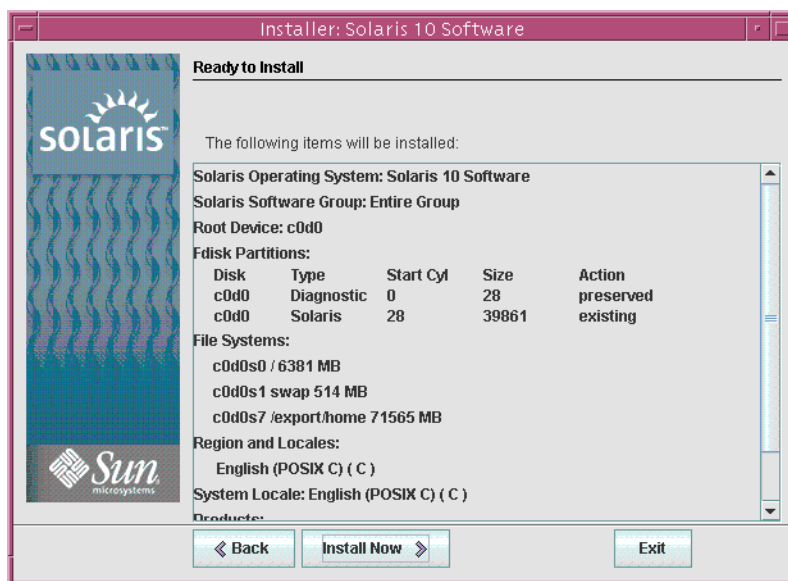 Installer: Solaris 10 Software
solaris™
Ready to Install
The following items will be installed:
Solaris Operating System: Solaris 10 Software
Solaris Software Group: Entire Group
Root Device: c0d0
Fdisk Partitions:
Disk Type Start Cyl Size Action
c0d0 Diagnostic 0 28 preserved
c0d0 Solaris 28 39861 existing
File Systems:
c0d0s0 / 6381 MB
c0d0s1 swap 514 MB
c0d0s7 /export/home 71565 MB
Region and Locales:
English (POSIX C) ( C )
System Locale: English (POSIX C) ( C )
Products:
Sun
microsystems
Back Install Now Exit